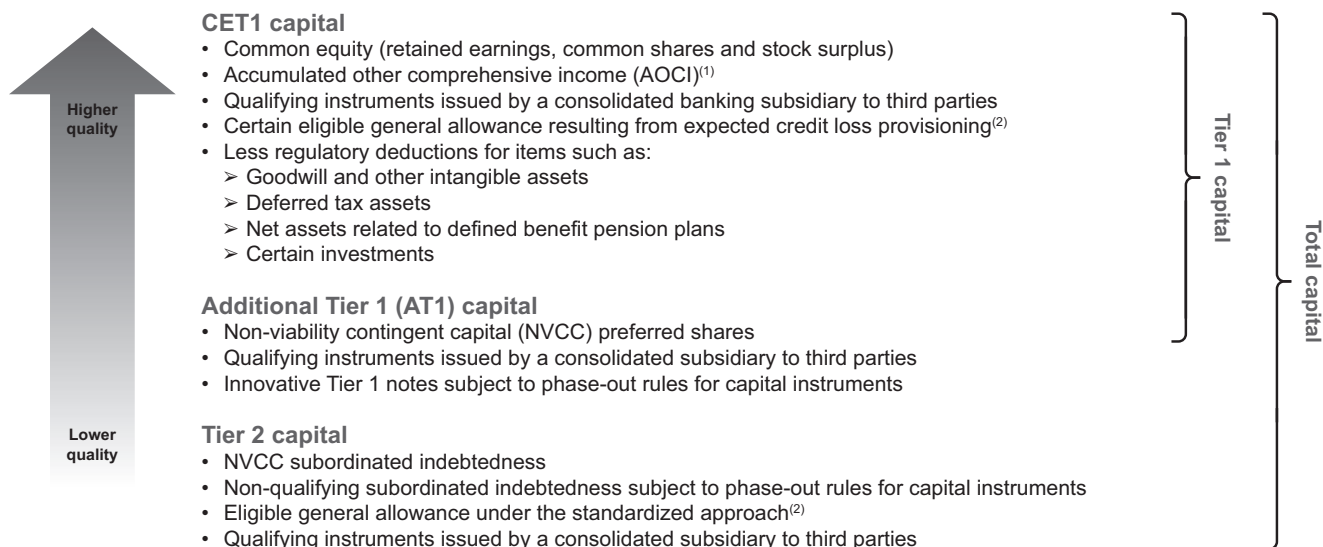 CET1 capital
• Common equity (retained earnings, common shares and stock surplus)
• Accumulated other comprehensive income (AOCI)(1)
• Qualifying instruments issued by a consolidated banking subsidiary to third parties
• Certain eligible general allowance resulting from expected credit loss provisioning(2)
• Less regulatory deductions for items such as:
➢ Goodwill and other intangible assets
➢ Deferred tax assets
➢ Net assets related to defined benefit pension plans
➢ Certain investments
Additional Tier 1 (AT1) capital
• Non-viability contingent capital (NVCC) preferred shares
• Qualifying instruments issued by a consolidated subsidiary to third parties
• Innovative Tier 1 notes subject to phase-out rules for capital instruments
Tier 2 capital
• NVCC subordinated indebtedness
• Non-qualifying subordinated indebtedness subject to phase-out rules for capital instruments
• Eligible general allowance under the standardized approach(2)
• Qualifying instruments issued by a consolidated subsidiary to third parties
Higher
quality
Lower
quality
Tier 1 capital
Total capital